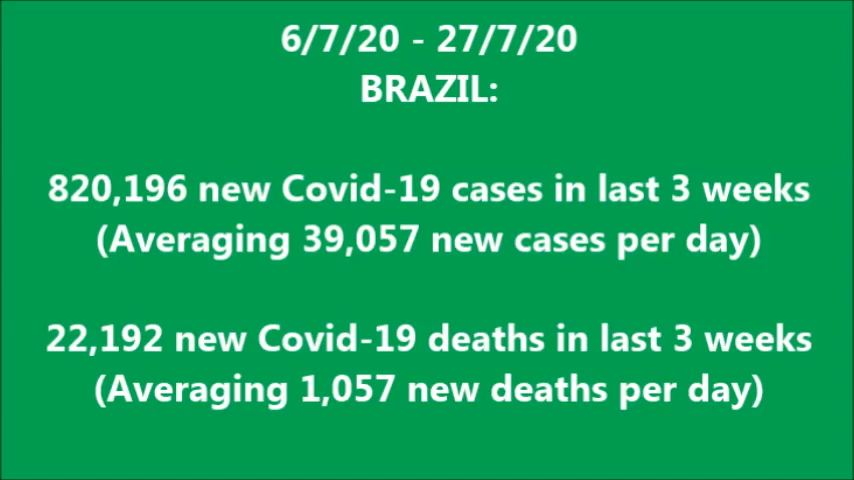 6/7/20 - 27/7/20
BRAZIL:
820,196 new Covid-19 cases in last 3 weeks
(Averaging 39,057 new cases per day)
22,192 new Covid-19 deaths in last 3 weeks
(Averaging 1,057 new deaths per day)